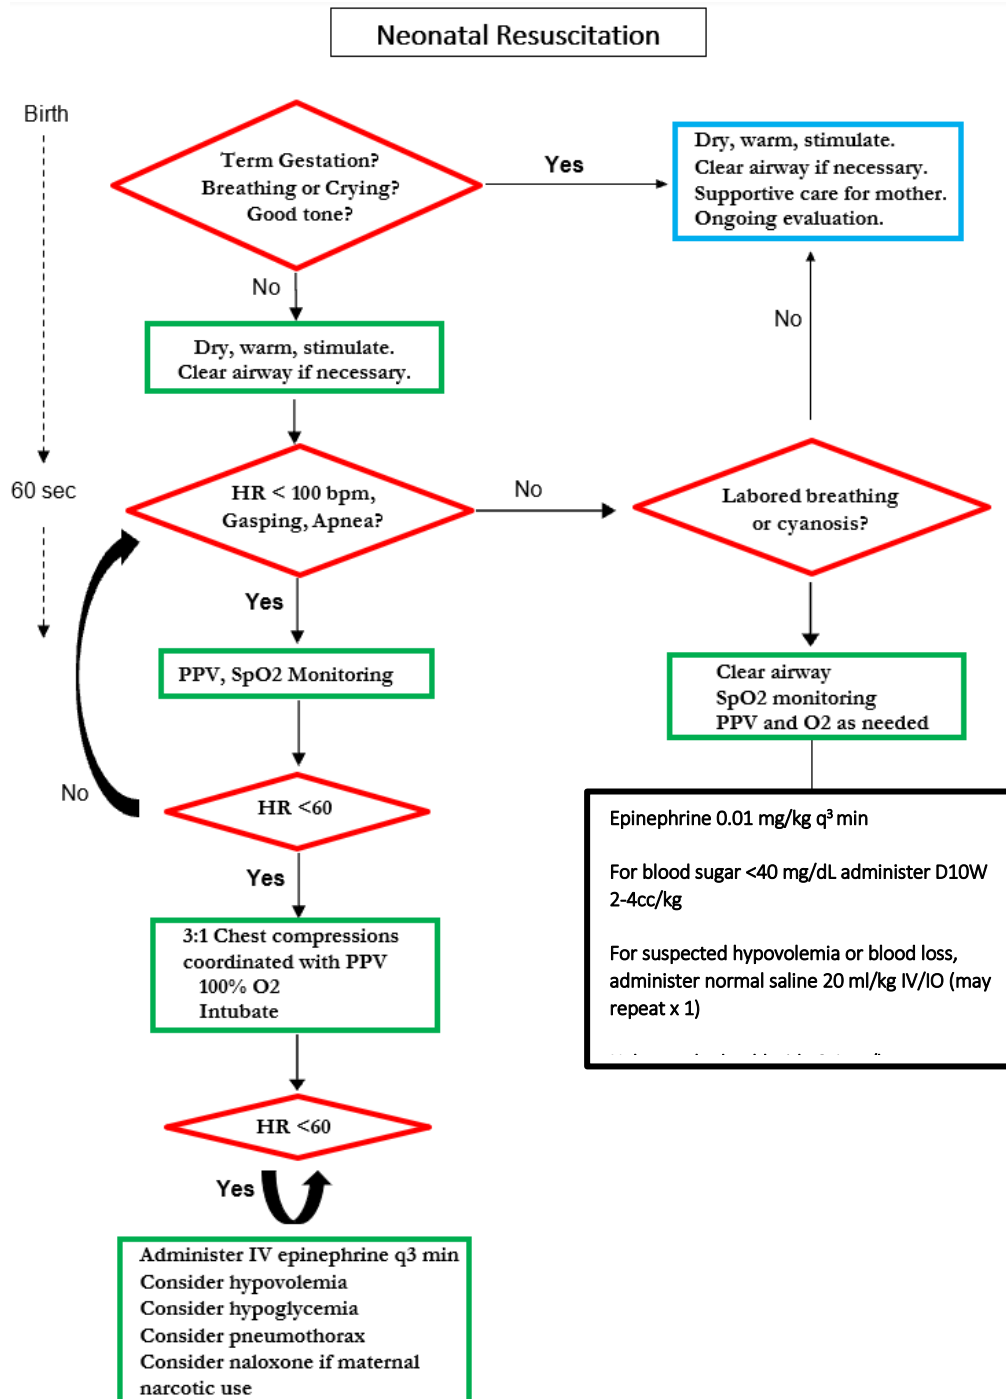 Neonatal Resuscitation
Birth
Term Gestation?
Breathing or Crying?
Good tone?
Yes
Dry, warm, stimulate.
Clear airway if necessary.
Supportive care for mother.
Ongoing evaluation.
No
Dry, warm, stimulate.
Clear airway if necessary.
No
60 sec
HR < 100 bpm,
Gasping, Apnea?
No
Labored breathing
or cyanosis?
Yes
PPV, SpO2 Monitoring
Clear airway
SpO2 monitoring
PPV and O2 as needed
No
HR <60
Yes
Epinephrine 0.01 mg/kg q³ min
For blood sugar <40 mg/dL administer D10W
2-4cc/kg
For suspected hypovolemia or blood loss,
administer normal saline 20 ml/kg IV/IO (may
repeat x 1)
3:1 Chest compressions
coordinated with PPV
100% O2
Intubate
HR <60
Yes
Administer IV epinephrine q3 min
Consider hypovolemia
Consider hypoglycemia
Consider pneumothorax
Consider naloxone if maternal
narcotic use